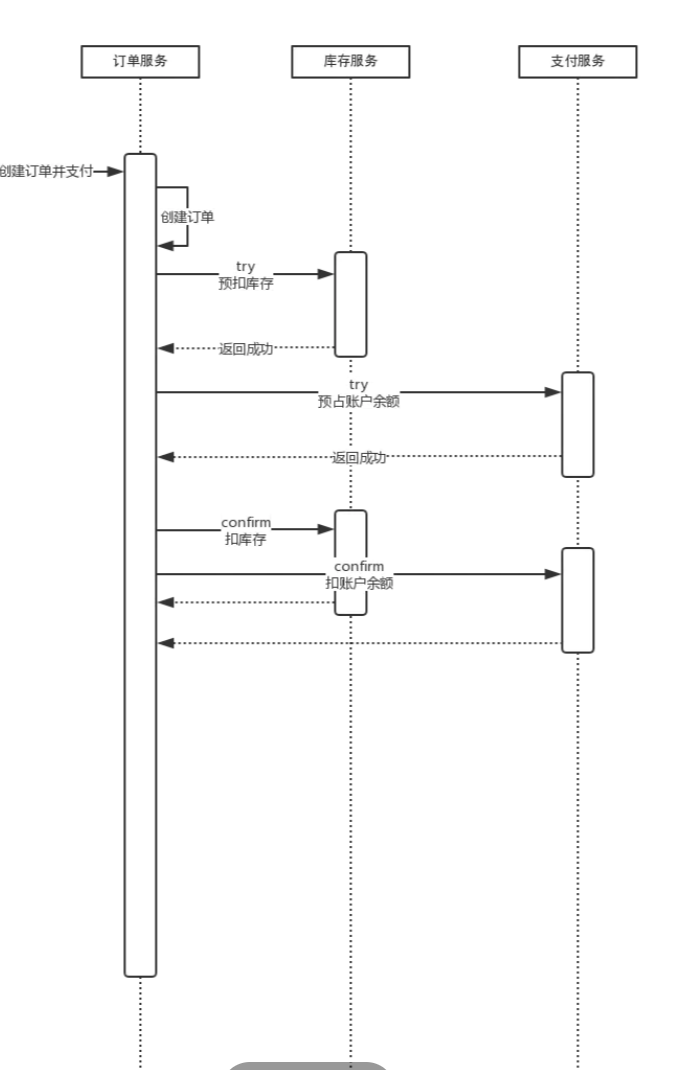 订单服务
库存服务
支付服务
创建订单并支付
创建订单
try
预扣库存
返回成功
try
预占账户余额
返回成功
confirm
扣库存
confirm
扣账户余额